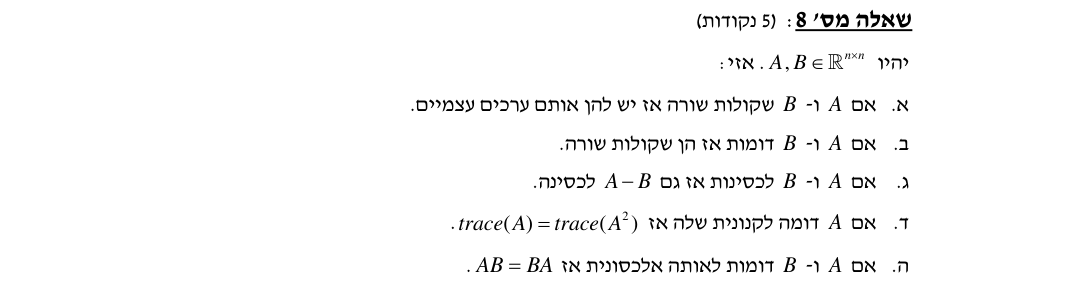 שאלה מס' 8 : (5 נקודות)
יהיו A, B ∈ ℝⁿˣⁿ . אזי :
א. אם A ו- B שקולות שורה אז יש להן אותם ערכים עצמיים.
ב. אם A ו- B דומות אז הן שקולות שורה.
ג. אם A ו- B לכסינות אז גם A − B לכסינה.
ד. אם A דומה לקנונית שלה אז trace(A) = trace(A²) .
ה. אם A ו- B דומות לאותה אלכסונית אז AB = BA .